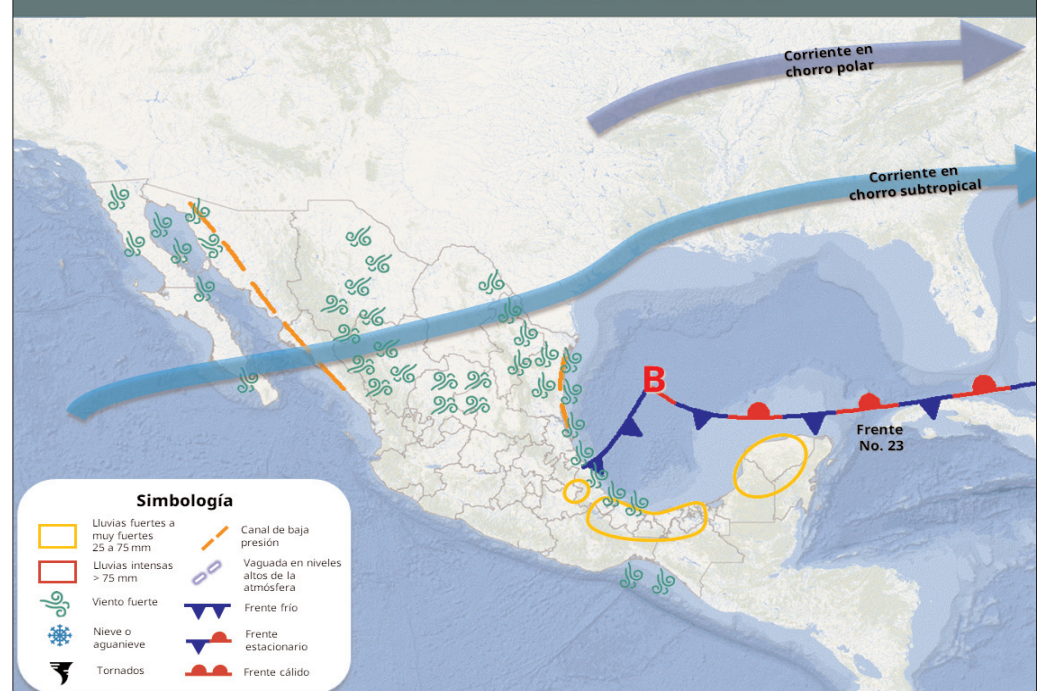 Corriente en
chorro polar
Corriente en
chorro subtropical
B
Frente
No. 23
Simbología
Lluvias fuertes a
muy fuertes
25 a 75 mm
Lluvias intensas
> 75 mm
Viento fuerte
Nieve o
aguanieve
Tornados
Canal de baja
presión
Vaguada en niveles
altos de la
atmósfera
Frente frío
Frente
estacionario
Frente cálido